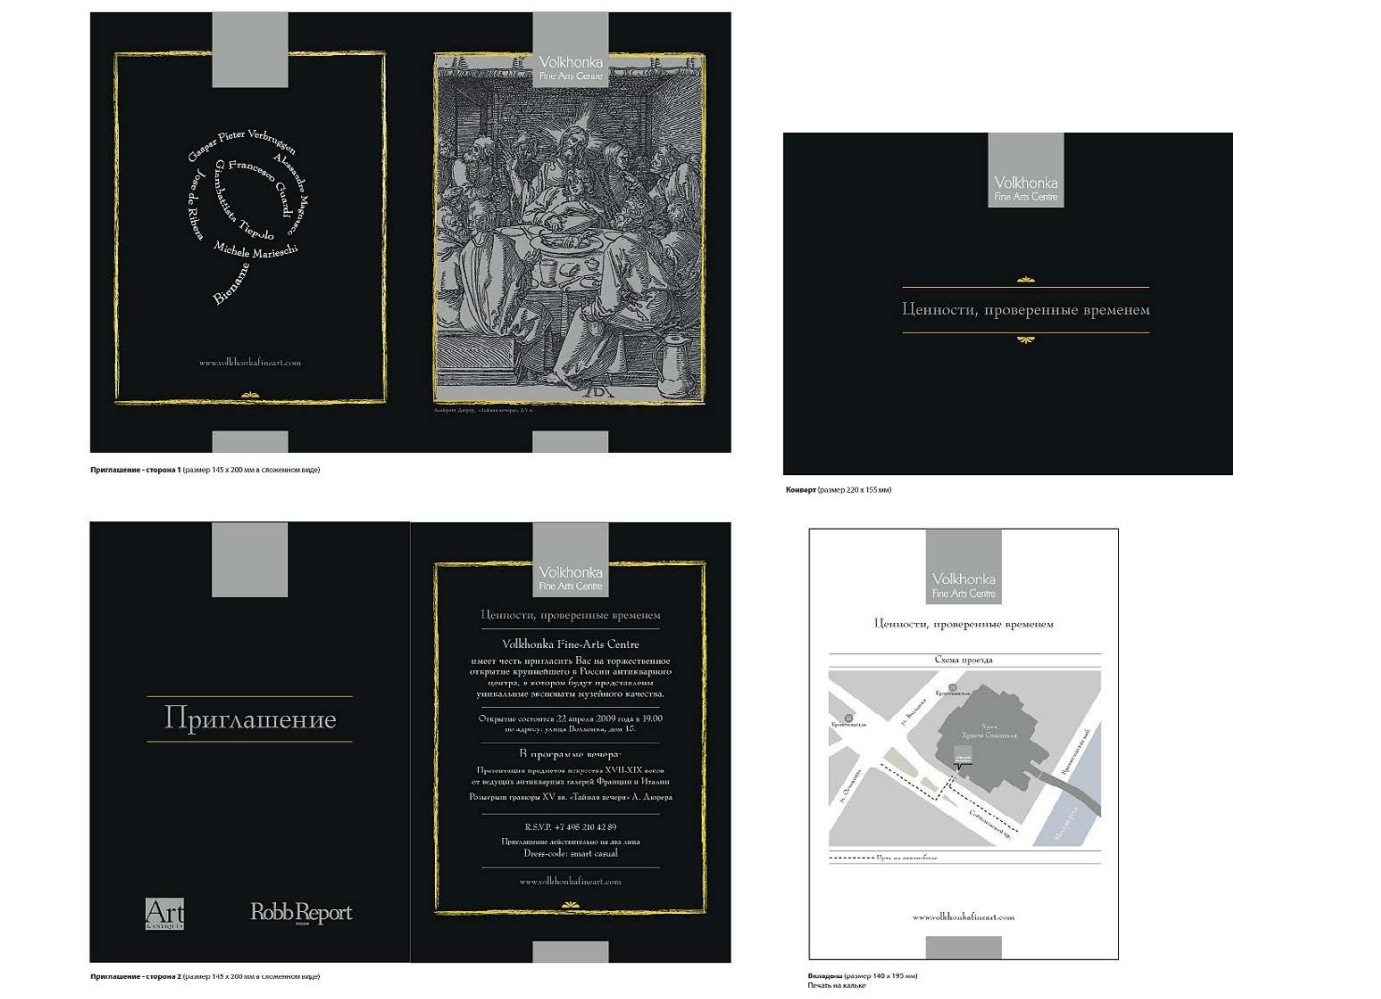 Volkhonka
Fine Arts Centre
Gaspar Pieter Verbruggen
Alessandro Magnasco
Francesco Guardi
Giambattista Tiepolo
Jose de Ribera
Michele Marieschi
Biename
www.volkhonkafineart.com
Альбрехт Дюрер, «Тайная вечеря», XV в.
Приглашение - сторона 1 (размер 145 x 200 мм в сложенном виде)
Volkhonka
Fine Arts Centre
Ценности, проверенные временем
Конверт (размер 220 x 155 мм)
Приглашение
Art
&ANTIQUES
Robb Report
Volkhonka
Fine Arts Centre
Ценности, проверенные временем
Volkhonka Fine-Arts Centre
имеет честь пригласить Вас на торжественное
открытие крупнейшего в России антикварного
центра, в котором будут представлены
уникальные экспонаты музейного качества.
Открытие состоится 22 апреля 2009 года в 19.00
по адресу: улица Волхонка, дом 15.
В программе вечера:
Презентация предметов искусства XVII-XIX веков
от ведущих антикварных галерей Франции и Италии
Розыгрыш гравюры XV вв. «Тайная вечеря» А. Дюрера
R.S.V.P. +7 495 210 42 89
Приглашение действительно на два лица
Dress-code: smart casual
www.volkhonkafineart.com
Приглашение - сторона 2 (размер 145 x 200 мм в сложенном виде)
Volkhonka
Fine Arts Centre
Ценности, проверенные временем
Схема проезда
Кропоткинская
Кропоткинская
ул. Волхонка
Храм
Христа Спасителя
ул. Остоженка
Соймоновский пр.
Пречистенская наб.
Москва река
Путь на автомобиле
www.volkhonkafineart.com
Вкладыш (размер 140 x 195 мм)
Печать на кальке